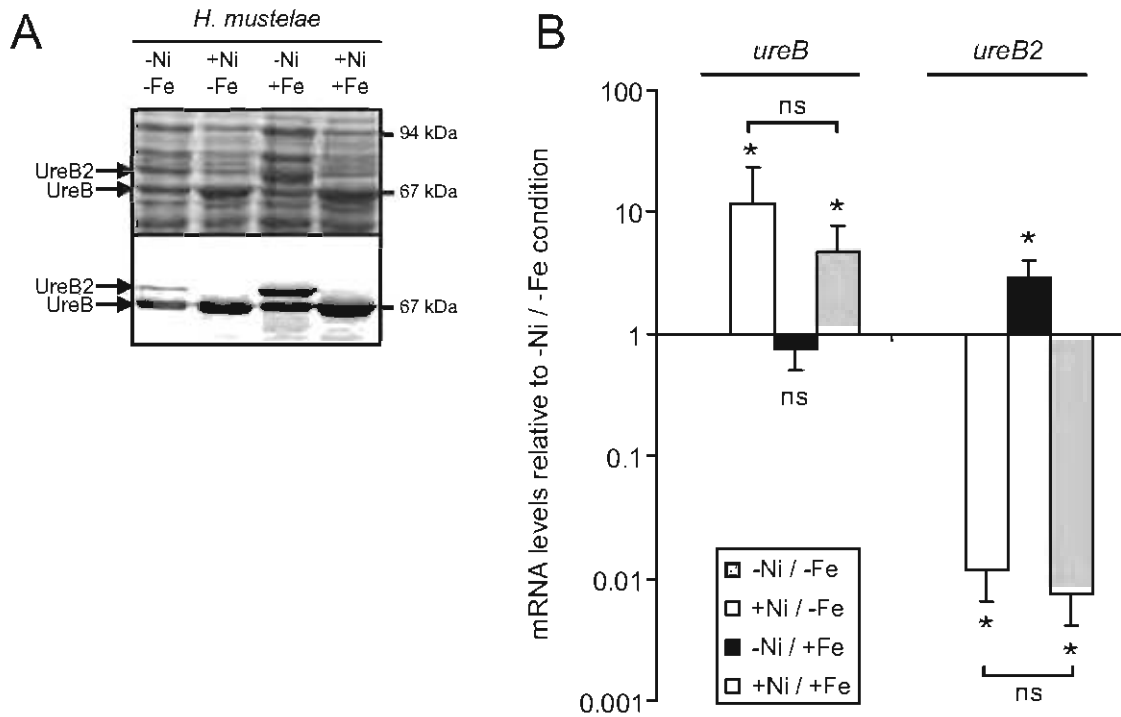 A
H. mustelae
-Ni +Ni -Ni +Ni
-Fe -Fe +Fe +Fe
94 kDa
UreB2
UreB
67 kDa
UreB2
UreB
67 kDa
B
ureB
ureB2
mRNA levels relative to -Ni / -Fe condition
100
10
1
0.1
0.01
0.001
ns
*
*
ns
*
*
*
ns
-Ni / -Fe
+Ni / -Fe
-Ni / +Fe
+Ni / +Fe